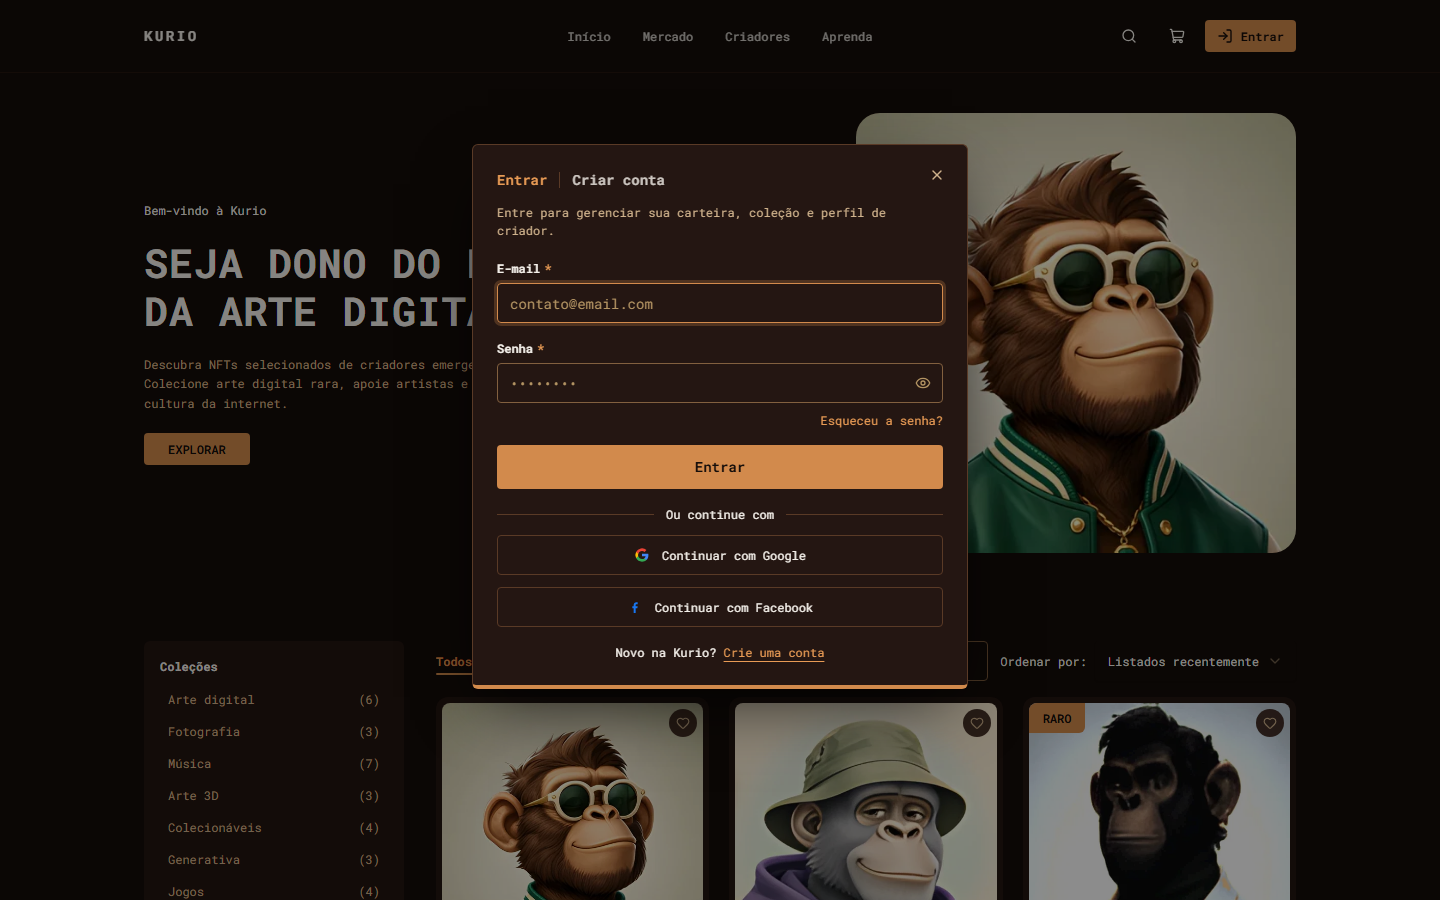 KURIO
Início
Mercado
Criadores
Aprenda
Entrar
Bem-vindo à Kurio
SEJA DONO DO
DA ARTE DIGIT
Descubra NFTs selecionados de criadores
Colecione arte digital rara, apoie artistas e
cultura da internet.
EXPLORAR
Entrar
Criar conta
Entre para gerenciar sua carteira, coleção e perfil de
criador.
E-mail *
contato@email.com
Senha *
Esqueceu a senha?
Entrar
Ou continue com
Continuar com Google
Continuar com Facebook
Novo na Kurio? Crie uma conta
Coleções
Arte digital (6)
Fotografia (3)
Música (7)
Arte 3D (3)
Colecionáveis (4)
Generativa (3)
Jogos (4)
Todos
Ordenar por: Listados recentemente
RARO